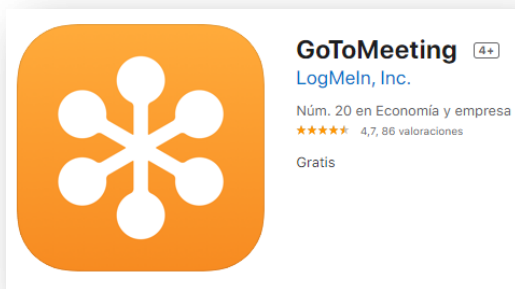 GoToMeeting 4+
LogMeIn, Inc.
Núm. 20 en Economía y empresa
★★★★★ 4,7, 86 valoraciones
Gratis